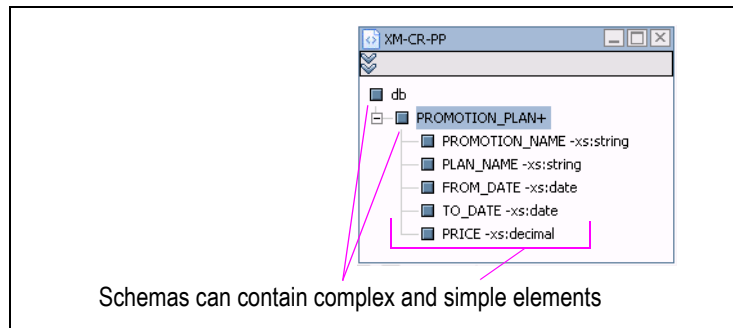 XM-CR-PP
db
PROMOTION_PLAN+
PROMOTION_NAME -xs:string
PLAN_NAME -xs:string
FROM_DATE -xs:date
TO_DATE -xs:date
PRICE -xs:decimal
Schemas can contain complex and simple elements